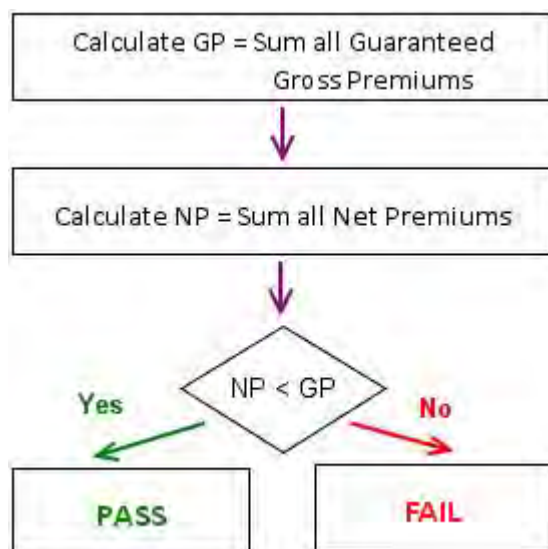 Calculate GP = Sum all Guaranteed
Gross Premiums
Calculate NP = Sum all Net Premiums
NP < GP
Yes
No
PASS
FAIL